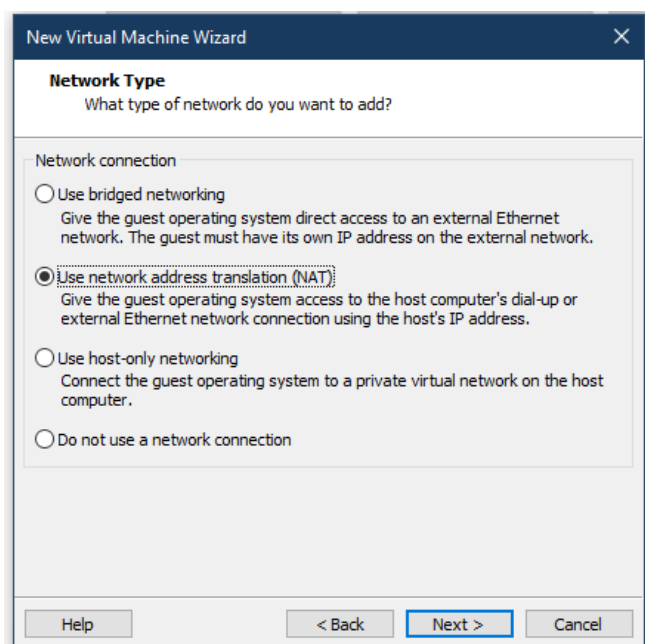 New Virtual Machine Wizard
Network Type
What type of network do you want to add?
Network connection
Use bridged networking
Give the guest operating system direct access to an external Ethernet
network. The guest must have its own IP address on the external network.
Use network address translation (NAT)
Give the guest operating system access to the host computer's dial-up or
external Ethernet network connection using the host's IP address.
Use host-only networking
Connect the guest operating system to a private virtual network on the host
computer.
Do not use a network connection
Help < Back Next > Cancel